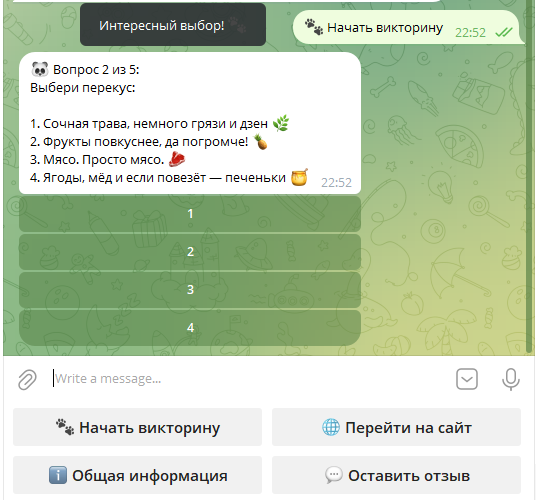 Интересный выбор! 🐾
🐾 Начать викторину 22:52
🐼 Вопрос 2 из 5:
Выбери перекус:
1. Сочная трава, немного грязи и дзен 🌿
2. Фрукты повкуснее, да погромче! 🍍
3. Мясо. Просто мясо. 🥩
4. Ягоды, мёд и если повезёт — печеньки 🍯 22:52
1
2
3
4
Write a message...
🐾 Начать викторину
🌐 Перейти на сайт
ℹ️ Общая информация
💬 Оставить отзыв